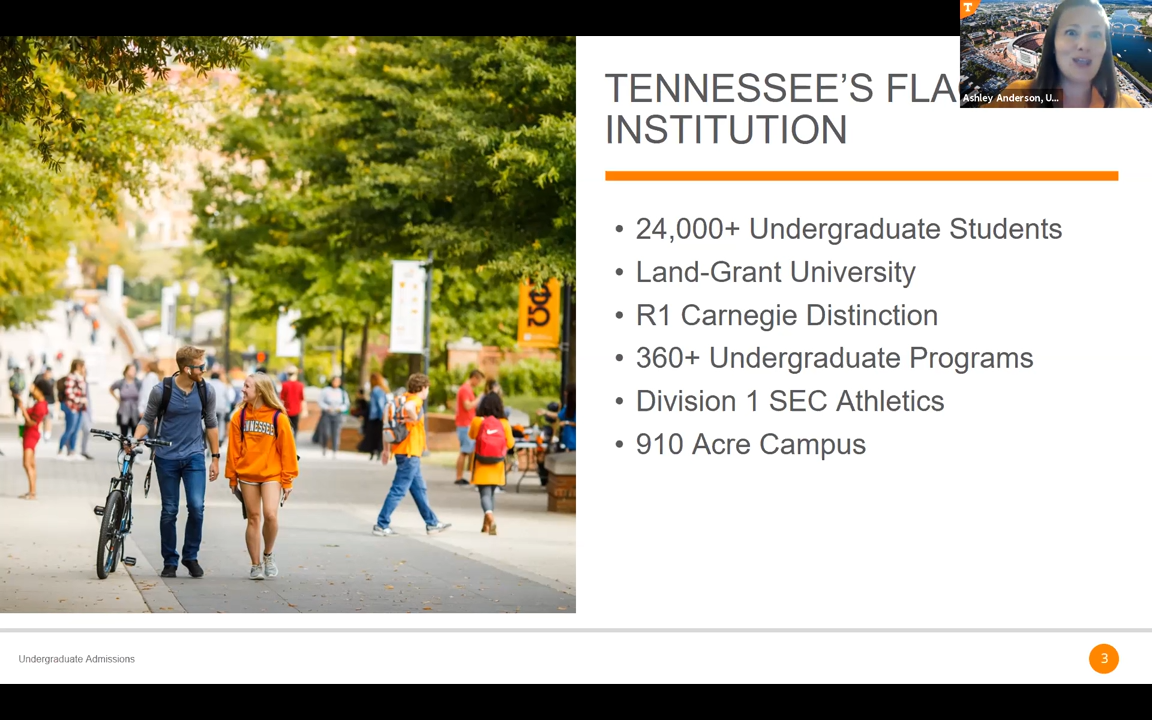 TENNESSEE’S FLA
INSTITUTION
T
Ashley Anderson, U...
• 24,000+ Undergraduate Students
• Land-Grant University
• R1 Carnegie Distinction
• 360+ Undergraduate Programs
• Division 1 SEC Athletics
• 910 Acre Campus
TENNESSEE
Undergraduate Admissions
3